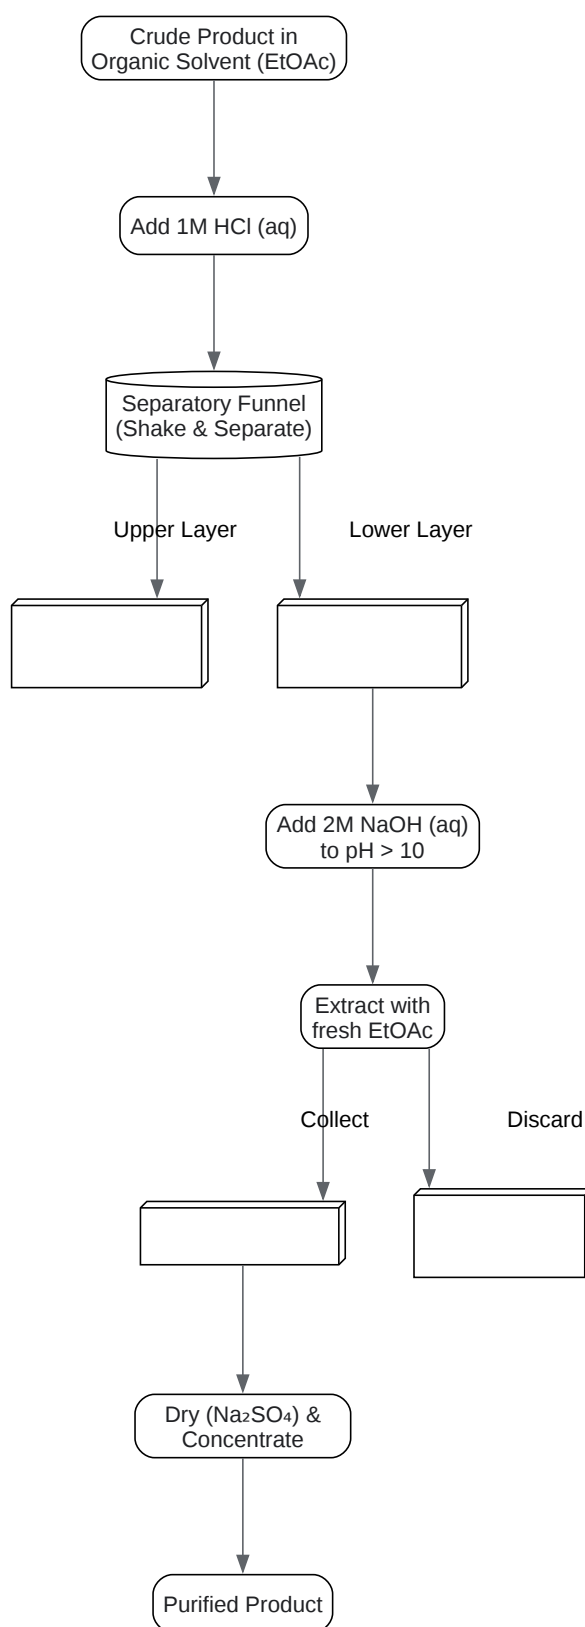 Crude Product in
Organic Solvent (EtOAc)
Add 1M HCl (aq)
Separatory Funnel
(Shake & Separate)
Upper Layer
Lower Layer
Add 2M NaOH (aq)
to pH > 10
Extract with
fresh EtOAc
Collect
Discard
Dry (Na₂SO₄) &
Concentrate
Purified Product